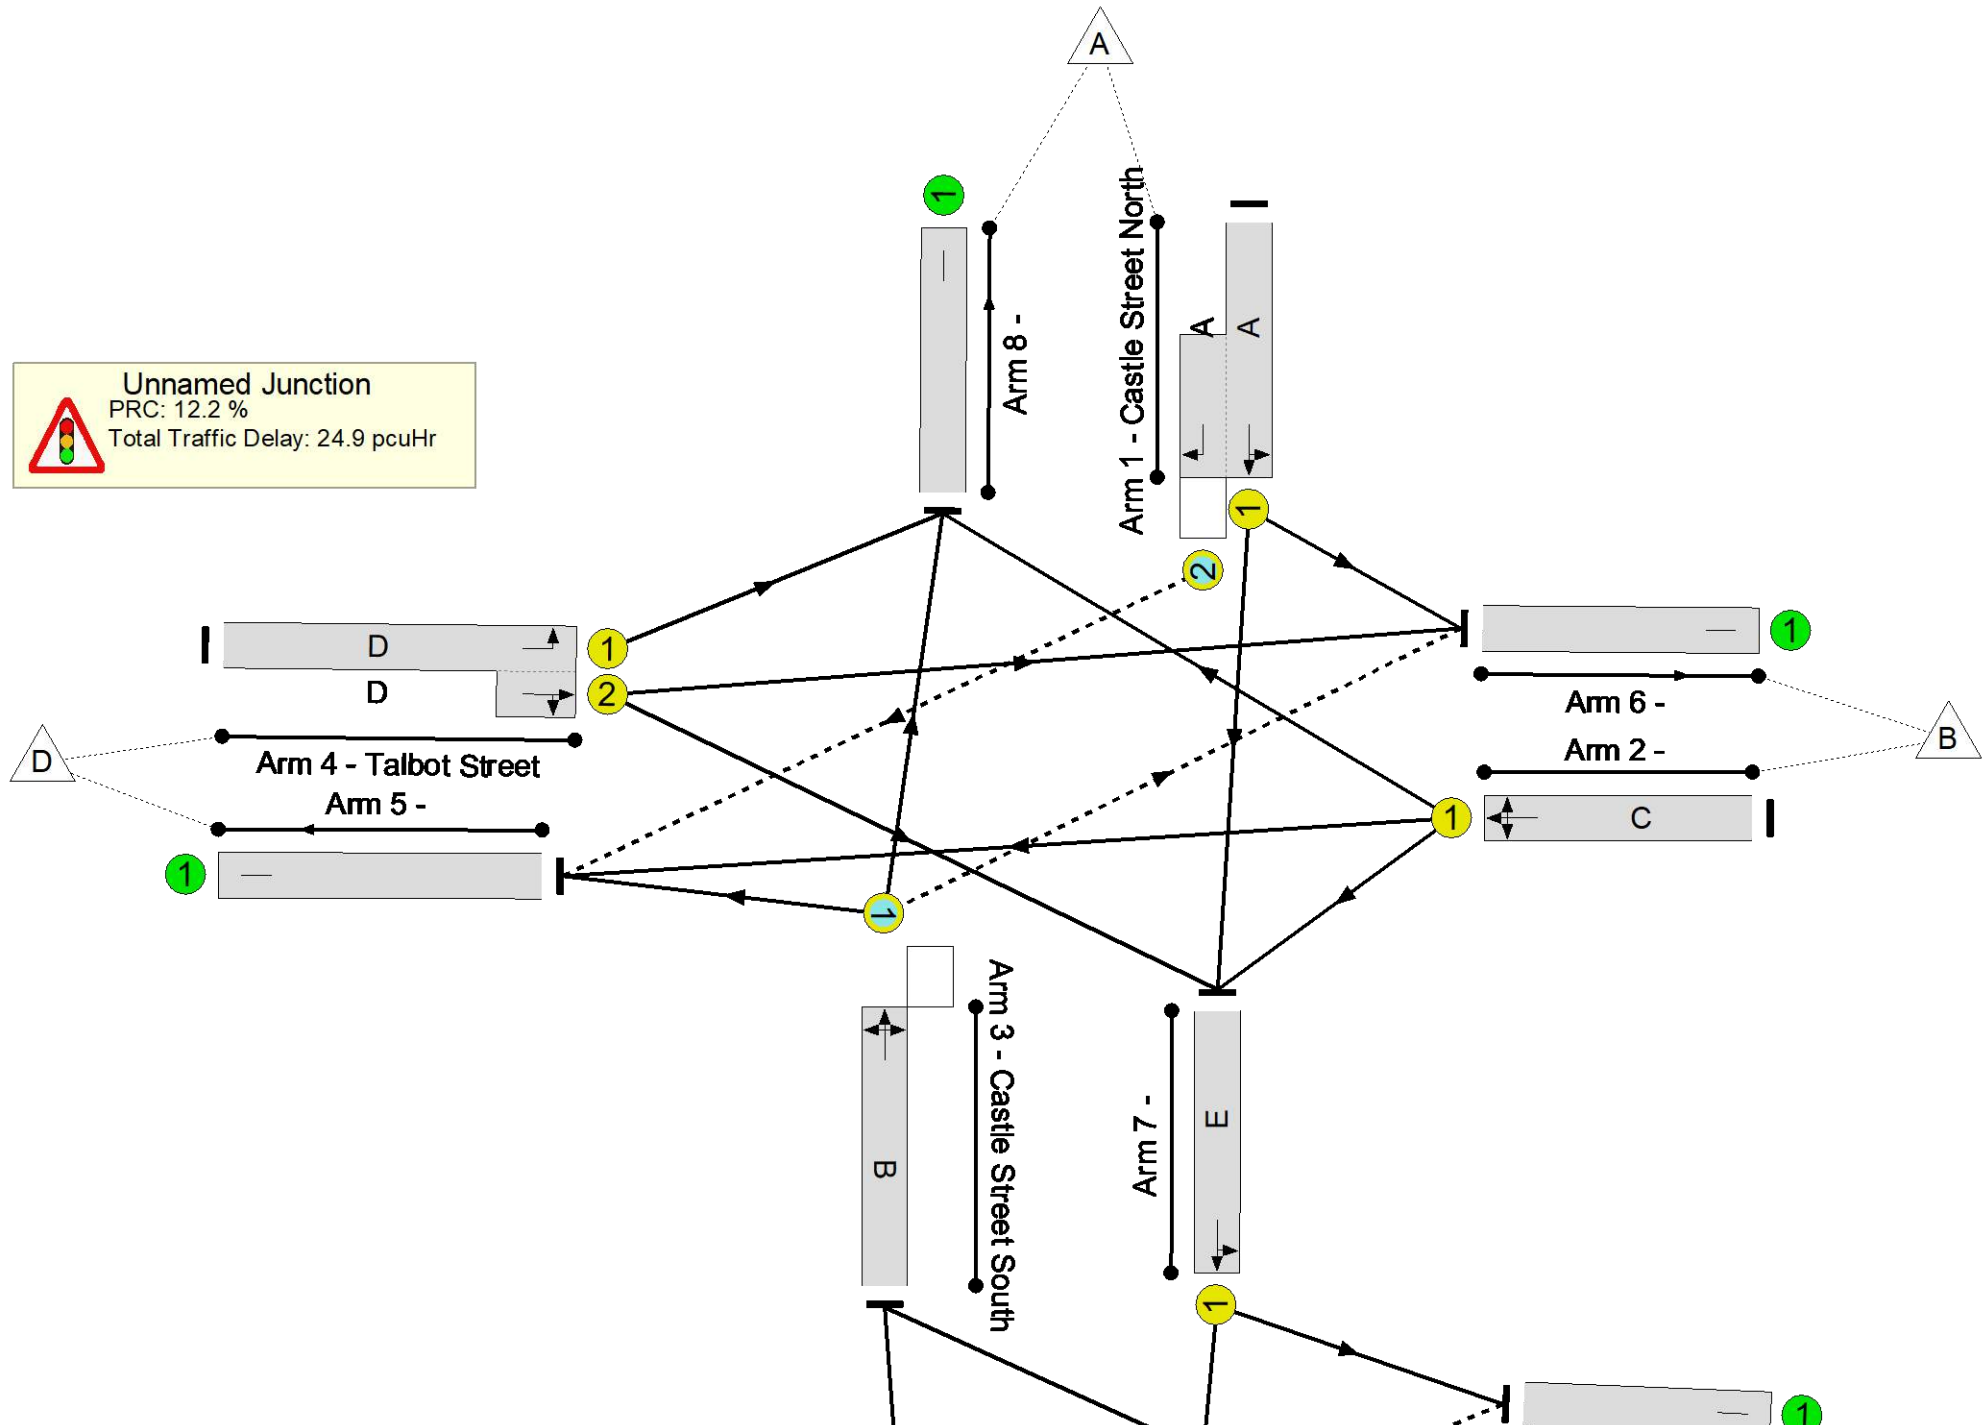 A
1
Arm 8 -
Arm 1 - Castle Street North
A
A
1
2
Unnamed Junction
PRC: 12.2 %
Total Traffic Delay: 24.9 pcuHr
D
1
D
2
Arm 4 - Talbot Street
D
Arm 5 -
1
1
Arm 6 -
Arm 2 -
B
1
C
1
Arm 3 - Castle Street South
B
Arm 7 -
E
1
1